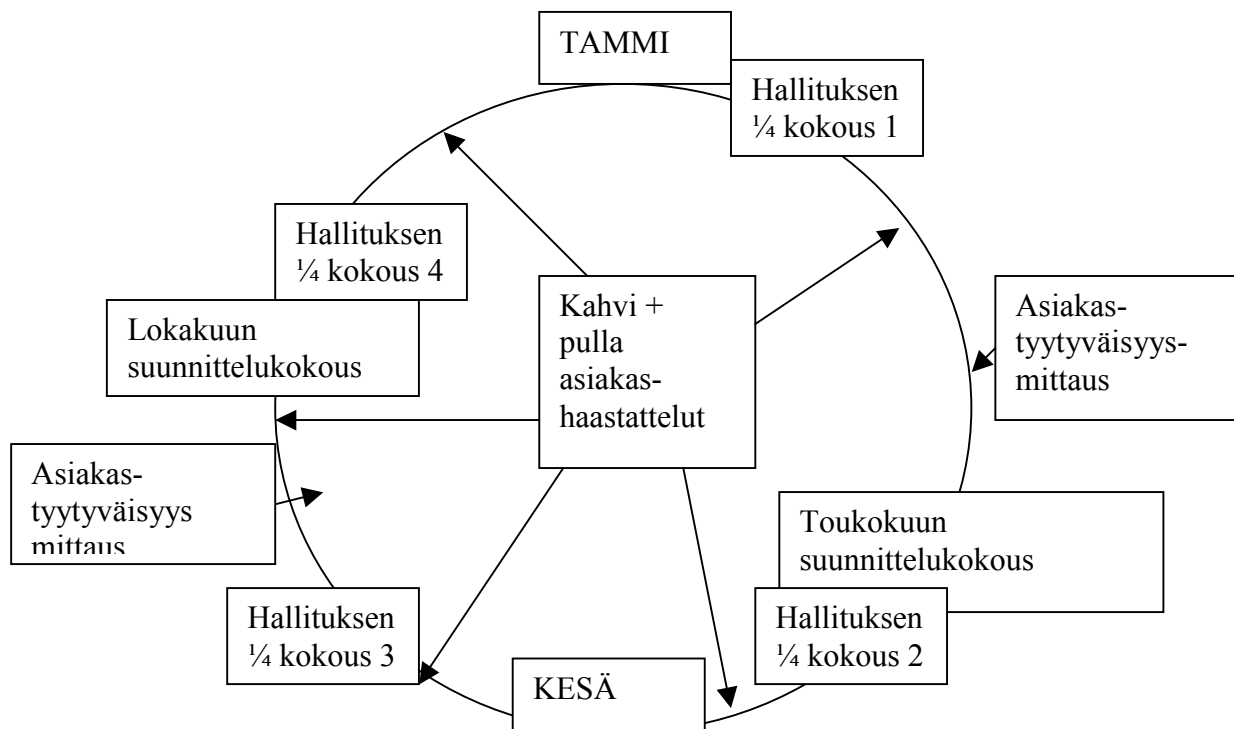 TAMMI
Hallituksen
¼ kokous 1
Hallituksen
¼ kokous 4
Kahvi +
pulla
asiakas-
haastattelut
Asiakas-
tyytyväisyys-
mittaus
Lokakuun
suunnittelukokous
Asiakas-
tyytyväisyys
mittaus
Toukokuun
suunnittelukokous
Hallituksen
¼ kokous 3
Hallituksen
¼ kokous 2
KESÄ